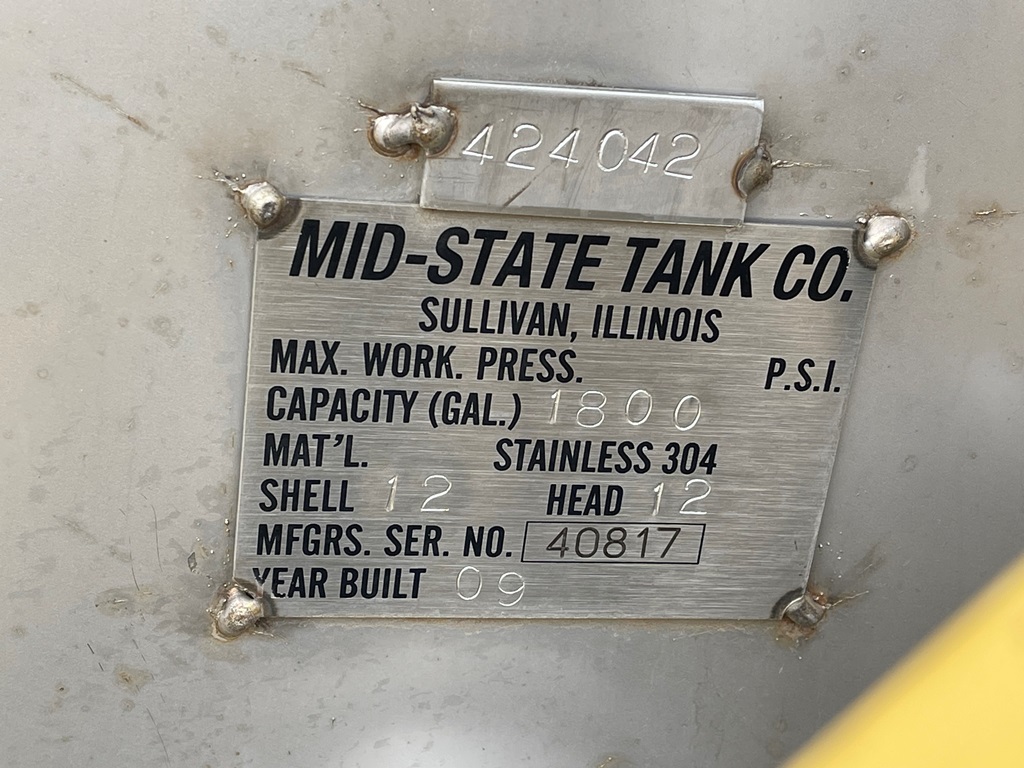 424042
MID-STATE TANK CO.
SULLIVAN, ILLINOIS
MAX. WORK. PRESS. P.S.I.
CAPACITY (GAL.) 1800
MAT'L. STAINLESS 304
SHELL 12 HEAD 12
MFGRS. SER. NO. 40817
YEAR BUILT 09